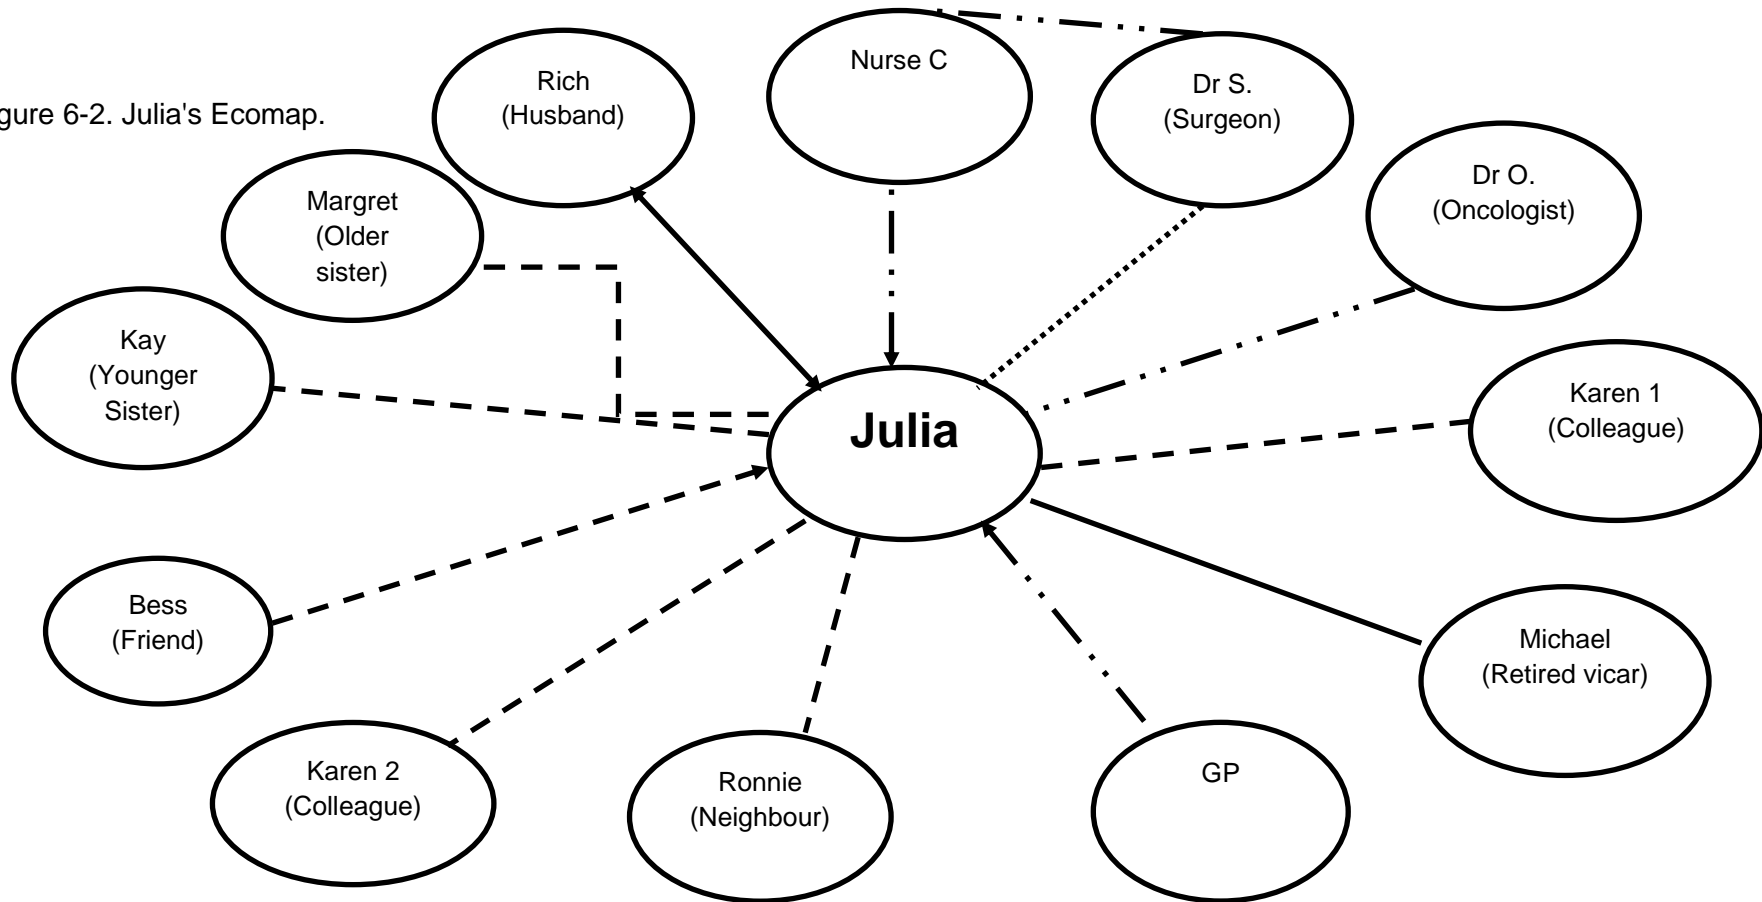 gure 6-2. Julia's Ecomap.
Rich
(Husband)
Nurse C
Dr S.
(Surgeon)
Dr O.
(Oncologist)
Margret
(Older
sister)
Kay
(Younger
Sister)
Julia
Karen 1
(Colleague)
Bess
(Friend)
Michael
(Retired vicar)
Karen 2
(Colleague)
Ronnie
(Neighbour)
GP